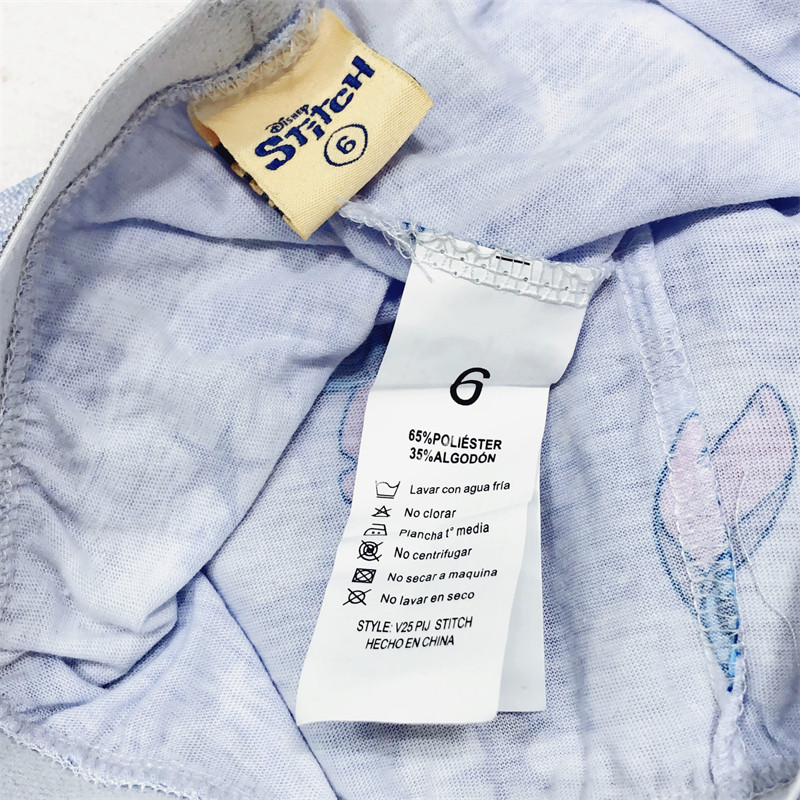 DISNEY
STITCH
6
6
65%POLIÉSTER
35%ALGODÓN
Lavar con agua fría
No clorar
Plancha t° media
No centrifugar
No secar a maquina
No lavar en seco
STYLE: V25 PIJ STITCH
HECHO EN CHINA